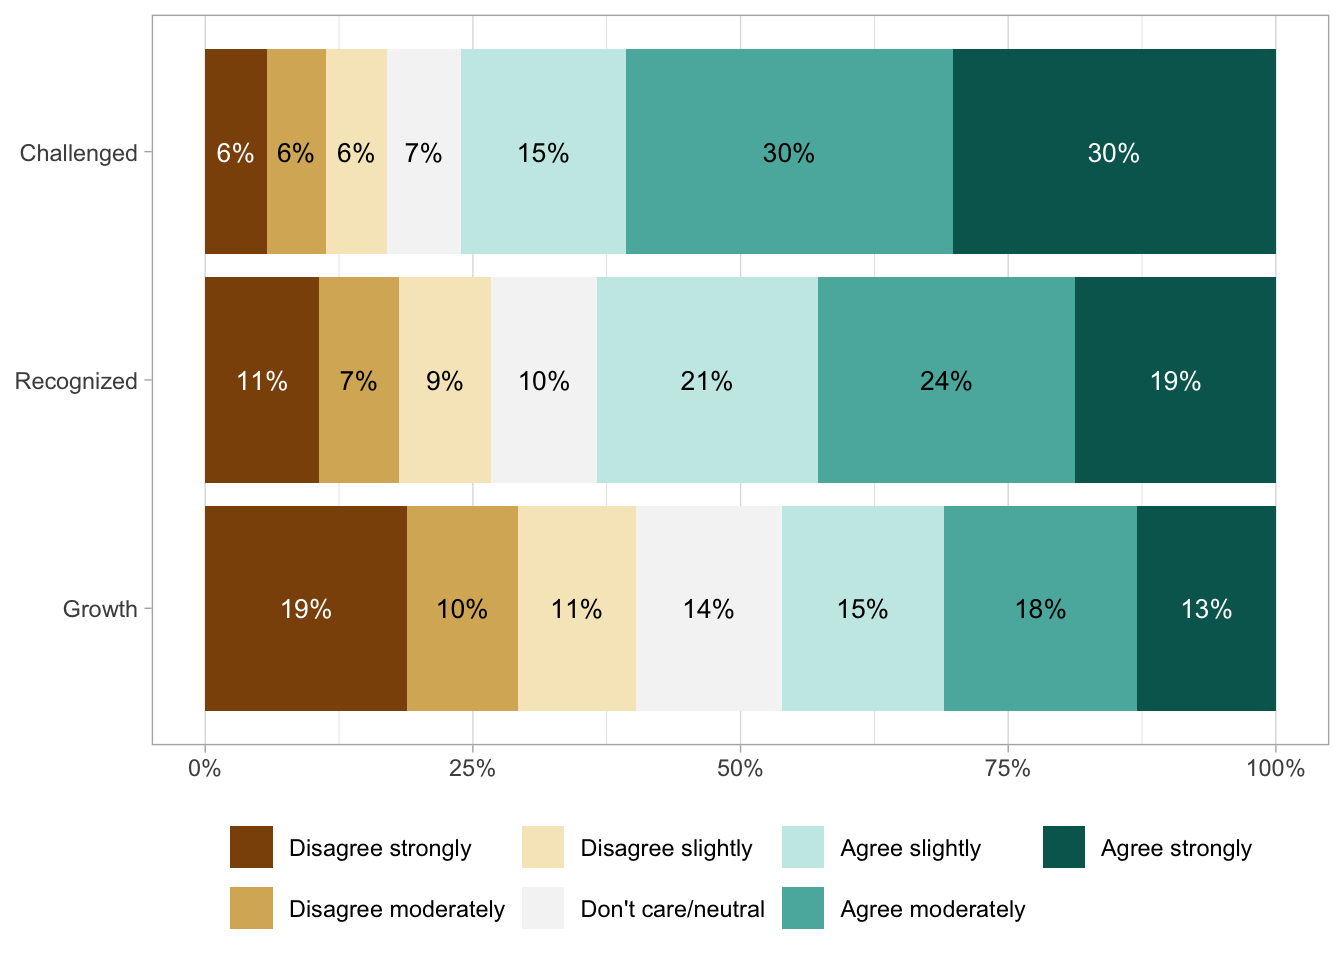 Challenged 6% 6% 6% 7% 15% 30% 30%
Recognized 11% 7% 9% 10% 21% 24% 19%
Growth 19% 10% 11% 14% 15% 18% 13%
0% 25% 50% 75% 100%
Disagree strongly Disagree slightly Agree slightly Agree strongly
Disagree moderately Don't care/neutral Agree moderately